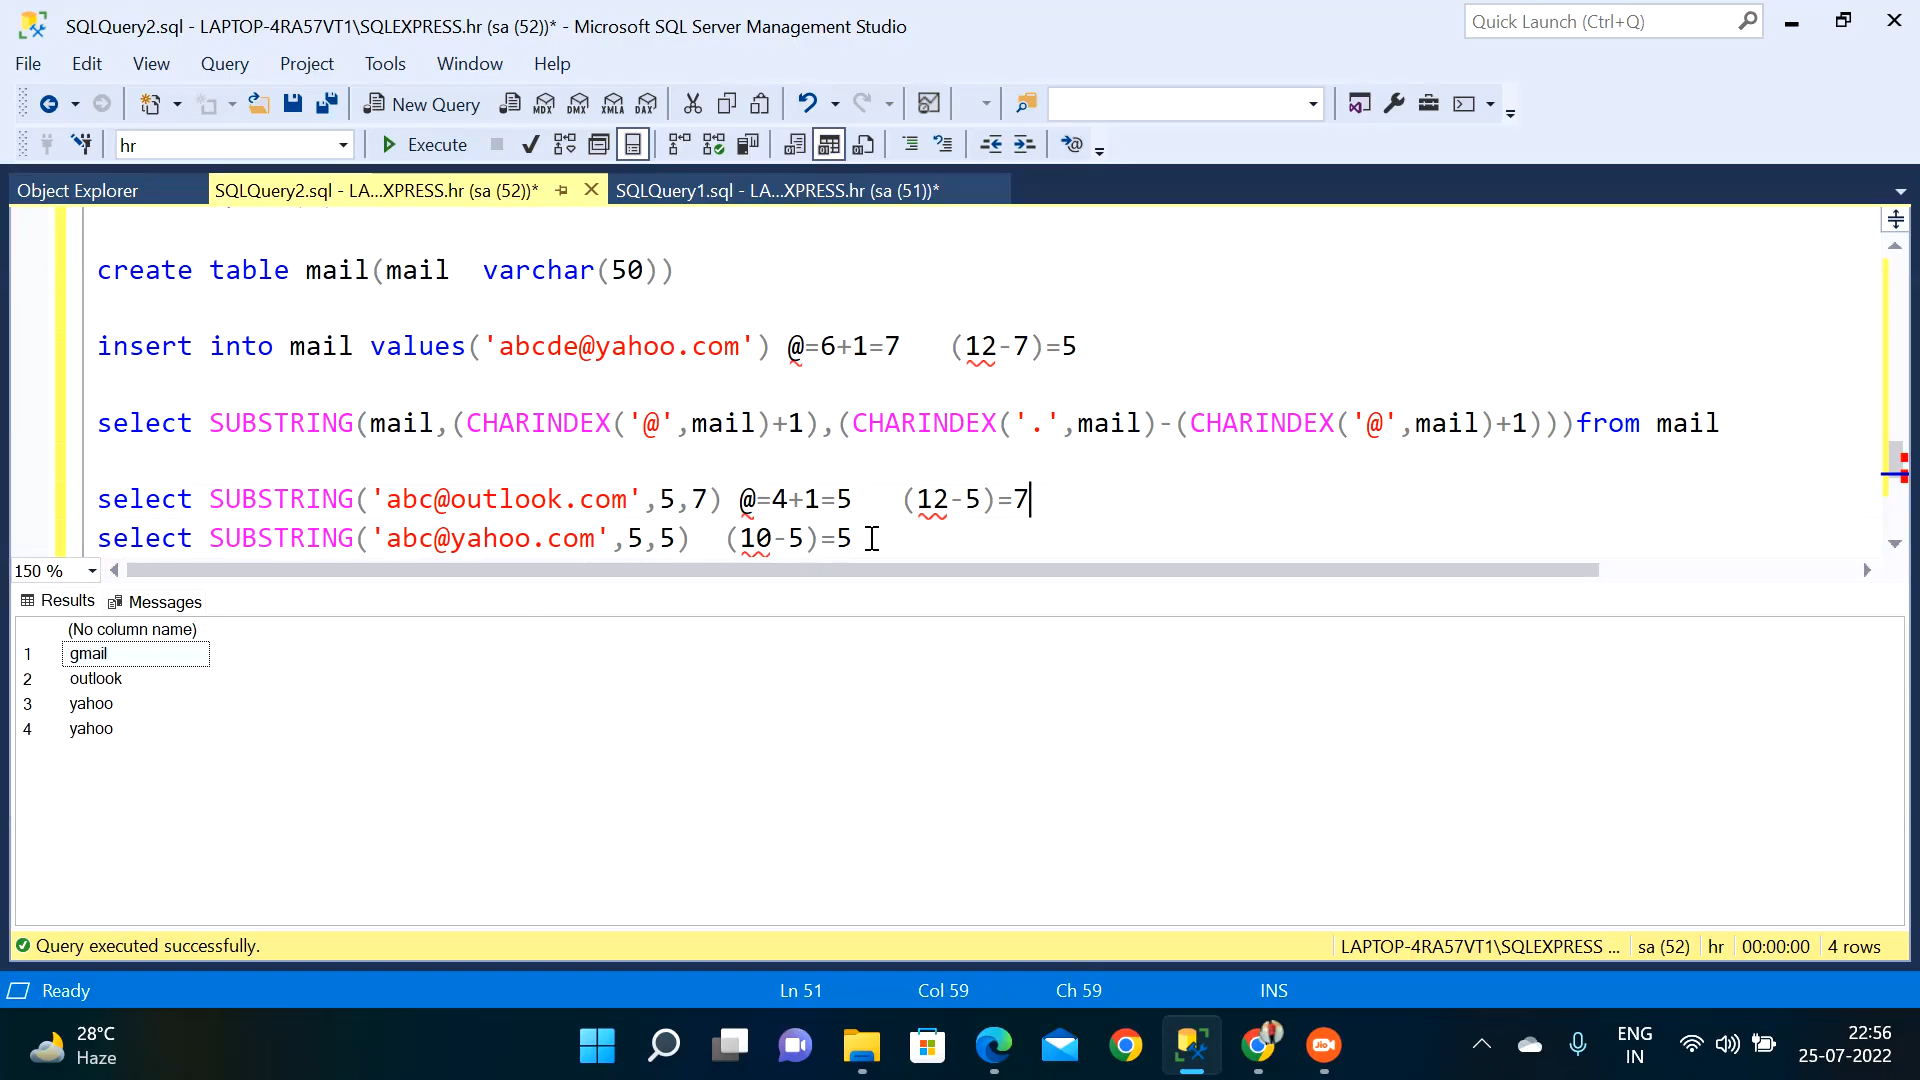 SQLQuery2.sql - LAPTOP-4RA57VT1\SQLEXPRESS.hr (sa (52))* - Microsoft SQL Server Management Studio
Quick Launch (Ctrl+Q)
File Edit View Query Project Tools Window Help
New Query MDX DMX XMLA DAX
hr Execute
Object Explorer SQLQuery2.sql - LA...XPRESS.hr (sa (52))* SQLQuery1.sql - LA...XPRESS.hr (sa (51))*
create table mail(mail  varchar(50))
insert into mail values('abcde@yahoo.com') @=6+1=7   (12-7)=5
select SUBSTRING(mail,(CHARINDEX('@',mail)+1),(CHARINDEX('.',mail)-(CHARINDEX('@',mail)+1)))from mail
select SUBSTRING('abc@outlook.com',5,7) @=4+1=5   (12-5)=7
select SUBSTRING('abc@yahoo.com',5,5)  (10-5)=5
150 %
Results Messages
(No column name)
1 gmail
2 outlook
3 yahoo
4 yahoo
Query executed successfully. LAPTOP-4RA57VT1\SQLEXPRESS ... sa (52) hr 00:00:00 4 rows
Ready Ln 51 Col 59 Ch 59 INS
28°C
Haze
Jio
ENG
IN
22:56
25-07-2022